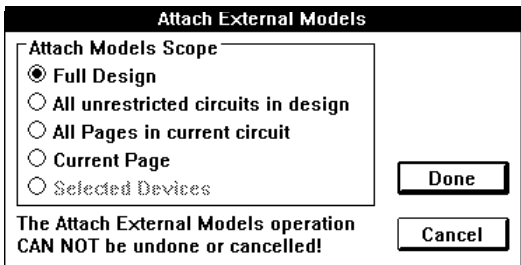 Attach External Models
Attach Models Scope
Full Design
All unrestricted circuits in design
All Pages in current circuit
Current Page
Selected Devices
Done
The Attach External Models operation
CAN NOT be undone or cancelled!
Cancel